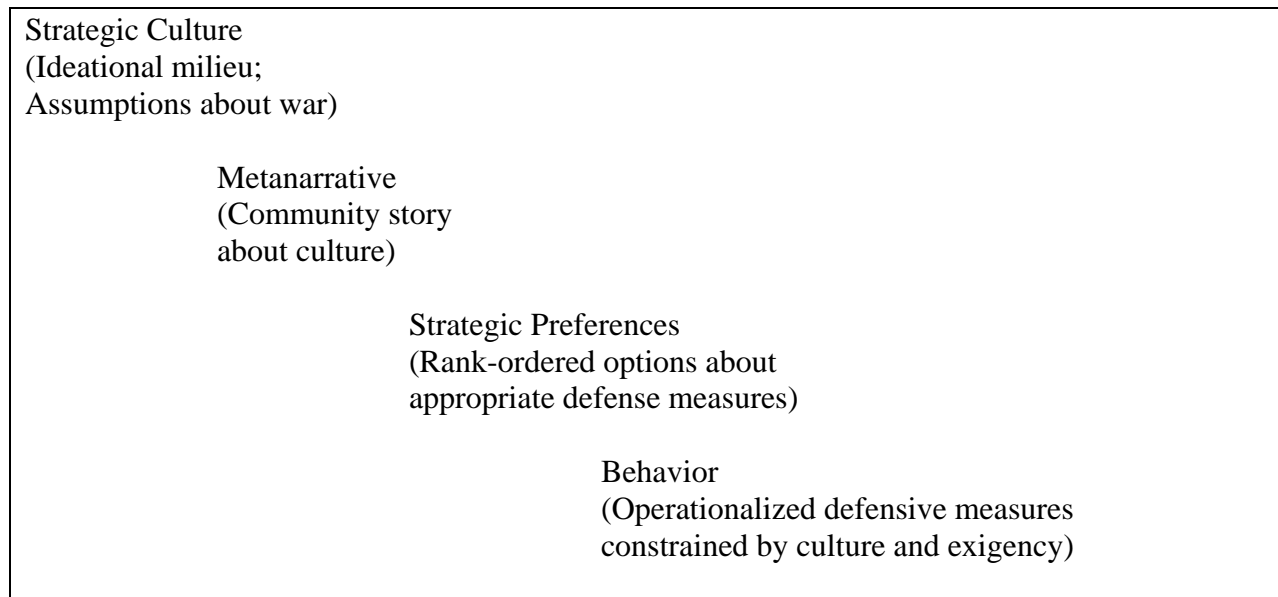 Strategic Culture
(Ideational milieu;
Assumptions about war)
Metanarrative
(Community story
about culture)
Strategic Preferences
(Rank-ordered options about
appropriate defense measures)
Behavior
(Operationalized defensive measures
constrained by culture and exigency)